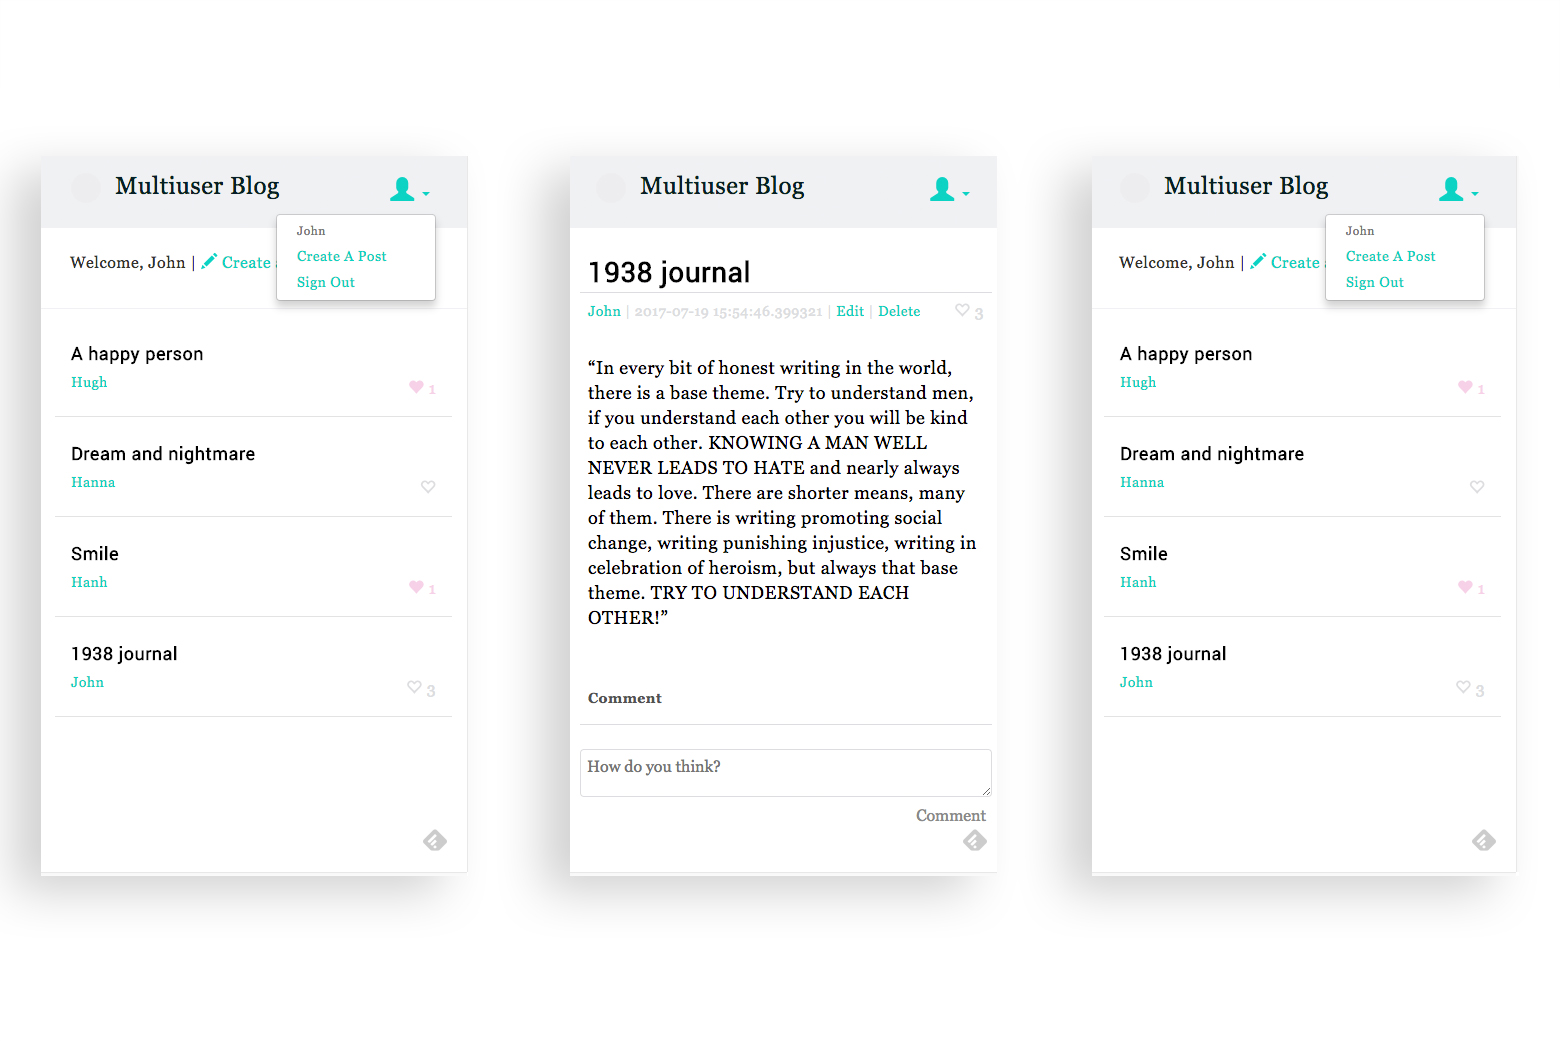 Multiuser Blog
John
Welcome, John | Create
Create A Post
Sign Out
A happy person
Hugh
1
Dream and nightmare
Hanna
Smile
Hanh
1
1938 journal
John
3
Multiuser Blog
1938 journal
John | 2017-07-19 15:54:46.399321 | Edit | Delete
3
“In every bit of honest writing in the world,
there is a base theme. Try to understand men,
if you understand each other you will be kind
to each other. KNOWING A MAN WELL
NEVER LEADS TO HATE and nearly always
leads to love. There are shorter means, many
of them. There is writing promoting social
change, writing punishing injustice, writing in
celebration of heroism, but always that base
theme. TRY TO UNDERSTAND EACH
OTHER!”
Comment
How do you think?
Comment
Multiuser Blog
John
Welcome, John | Create
Create A Post
Sign Out
A happy person
Hugh
1
Dream and nightmare
Hanna
Smile
Hanh
1
1938 journal
John
3